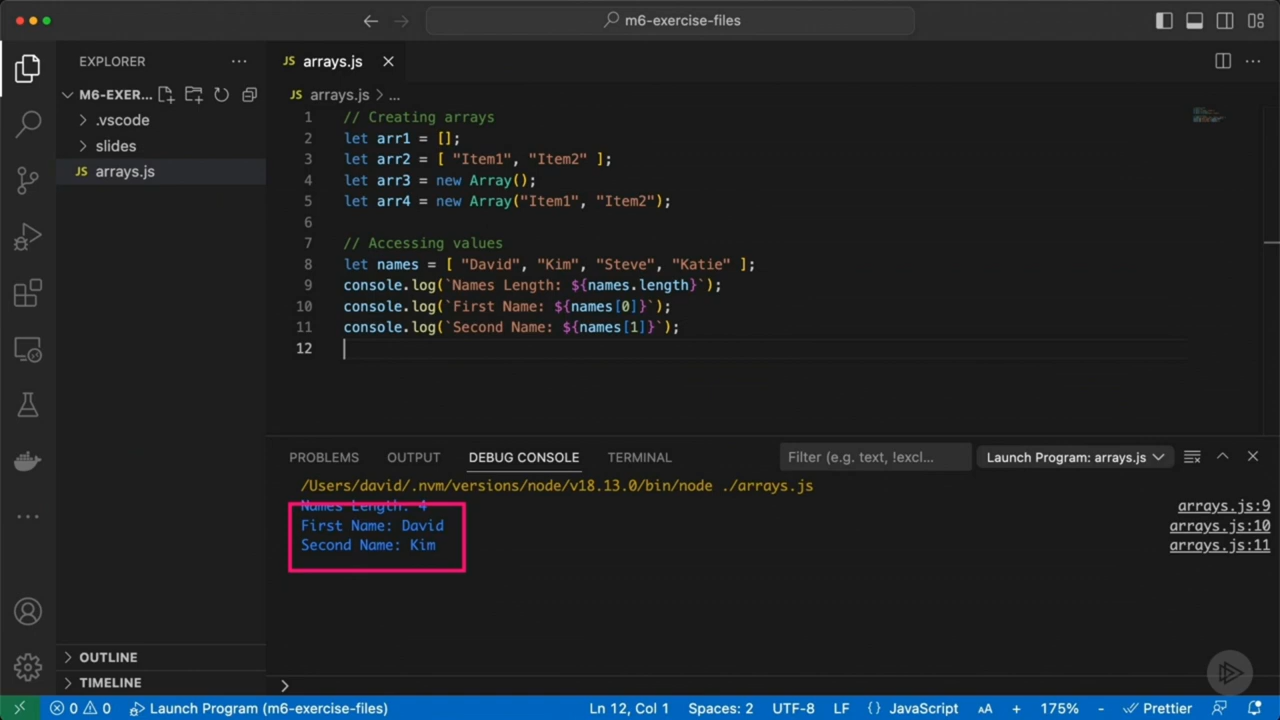 m6-exercise-files
EXPLORER
JS arrays.js
M6-EXER...
JS arrays.js > ...
.vscode
slides
JS arrays.js
1 // Creating arrays
2 let arr1 = [];
3 let arr2 = [ "Item1", "Item2" ];
4 let arr3 = new Array();
5 let arr4 = new Array("Item1", "Item2");
6
7 // Accessing values
8 let names = [ "David", "Kim", "Steve", "Katie" ];
9 console.log(`Names Length: ${names.length}`);
10 console.log(`First Name: ${names[0]}`);
11 console.log(`Second Name: ${names[1]}`);
12
PROBLEMS OUTPUT DEBUG CONSOLE TERMINAL Filter (e.g. text, !excl... Launch Program: arrays.js
/Users/david/.nvm/versions/node/v18.13.0/bin/node ./arrays.js
Names Length: 4 arrays.js:9
First Name: David arrays.js:10
Second Name: Kim arrays.js:11
OUTLINE
TIMELINE
0 0 Launch Program (m6-exercise-files) Ln 12, Col 1 Spaces: 2 UTF-8 LF {} JavaScript AA + 175% - Prettier